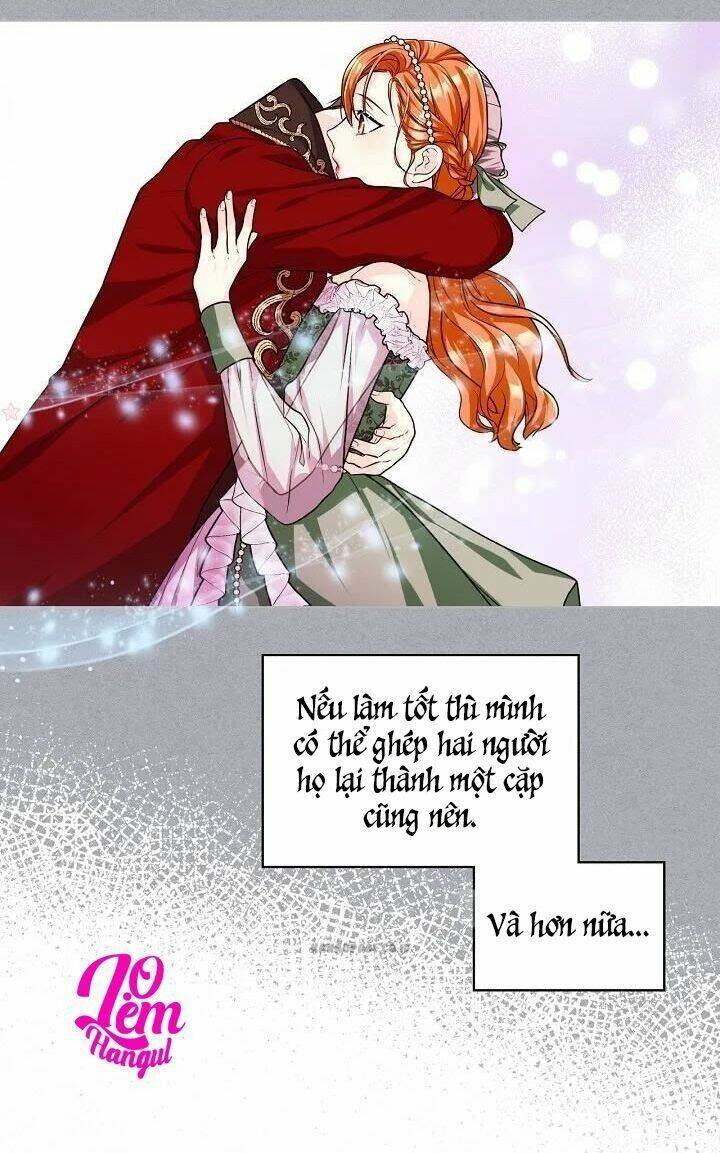 Nếu làm tốt thì mình
có thể ghép hai người
họ lại thành một cặp
cũng nên.
Và hơn nữa...
Lọ
Lem
Hangul